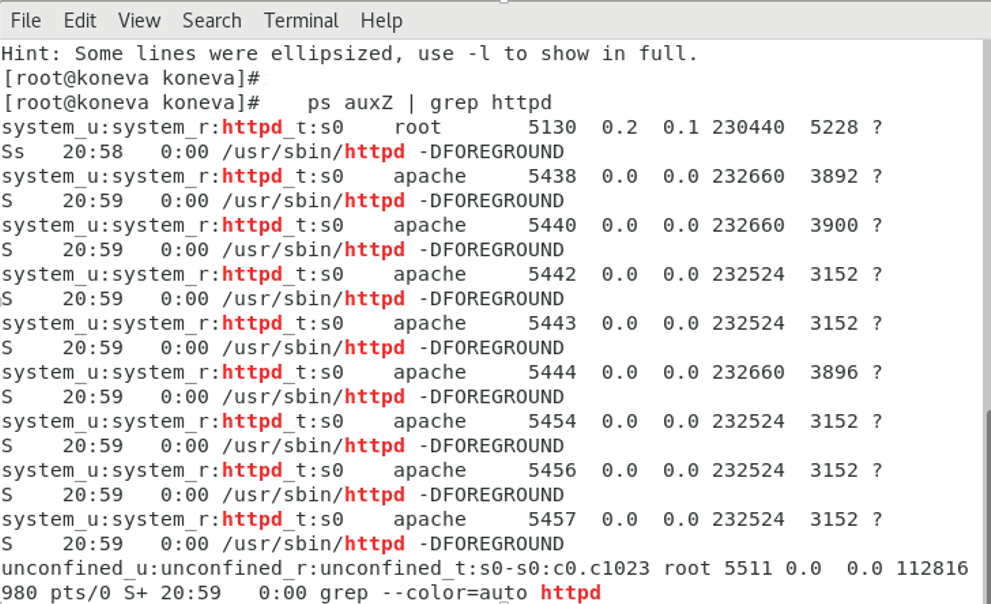 File Edit View Search Terminal Help
Hint: Some lines were ellipsized, use -l to show in full.
[root@koneva koneva]#
[root@koneva koneva]#    ps auxZ | grep httpd
system_u:system_r:httpd_t:s0    root       5130  0.2  0.1 230440  5228 ?
Ss   20:58   0:00 /usr/sbin/httpd -DFOREGROUND
system_u:system_r:httpd_t:s0    apache     5438  0.0  0.0 232660  3892 ?
S    20:59   0:00 /usr/sbin/httpd -DFOREGROUND
system_u:system_r:httpd_t:s0    apache     5440  0.0  0.0 232660  3900 ?
S    20:59   0:00 /usr/sbin/httpd -DFOREGROUND
system_u:system_r:httpd_t:s0    apache     5442  0.0  0.0 232524  3152 ?
S    20:59   0:00 /usr/sbin/httpd -DFOREGROUND
system_u:system_r:httpd_t:s0    apache     5443  0.0  0.0 232524  3152 ?
S    20:59   0:00 /usr/sbin/httpd -DFOREGROUND
system_u:system_r:httpd_t:s0    apache     5444  0.0  0.0 232660  3896 ?
S    20:59   0:00 /usr/sbin/httpd -DFOREGROUND
system_u:system_r:httpd_t:s0    apache     5454  0.0  0.0 232524  3152 ?
S    20:59   0:00 /usr/sbin/httpd -DFOREGROUND
system_u:system_r:httpd_t:s0    apache     5456  0.0  0.0 232524  3152 ?
S    20:59   0:00 /usr/sbin/httpd -DFOREGROUND
system_u:system_r:httpd_t:s0    apache     5457  0.0  0.0 232524  3152 ?
S    20:59   0:00 /usr/sbin/httpd -DFOREGROUND
unconfined_u:unconfined_r:unconfined_t:s0-s0:c0.c1023 root 5511 0.0  0.0 112816
980 pts/0 S+ 20:59   0:00 grep --color=auto httpd